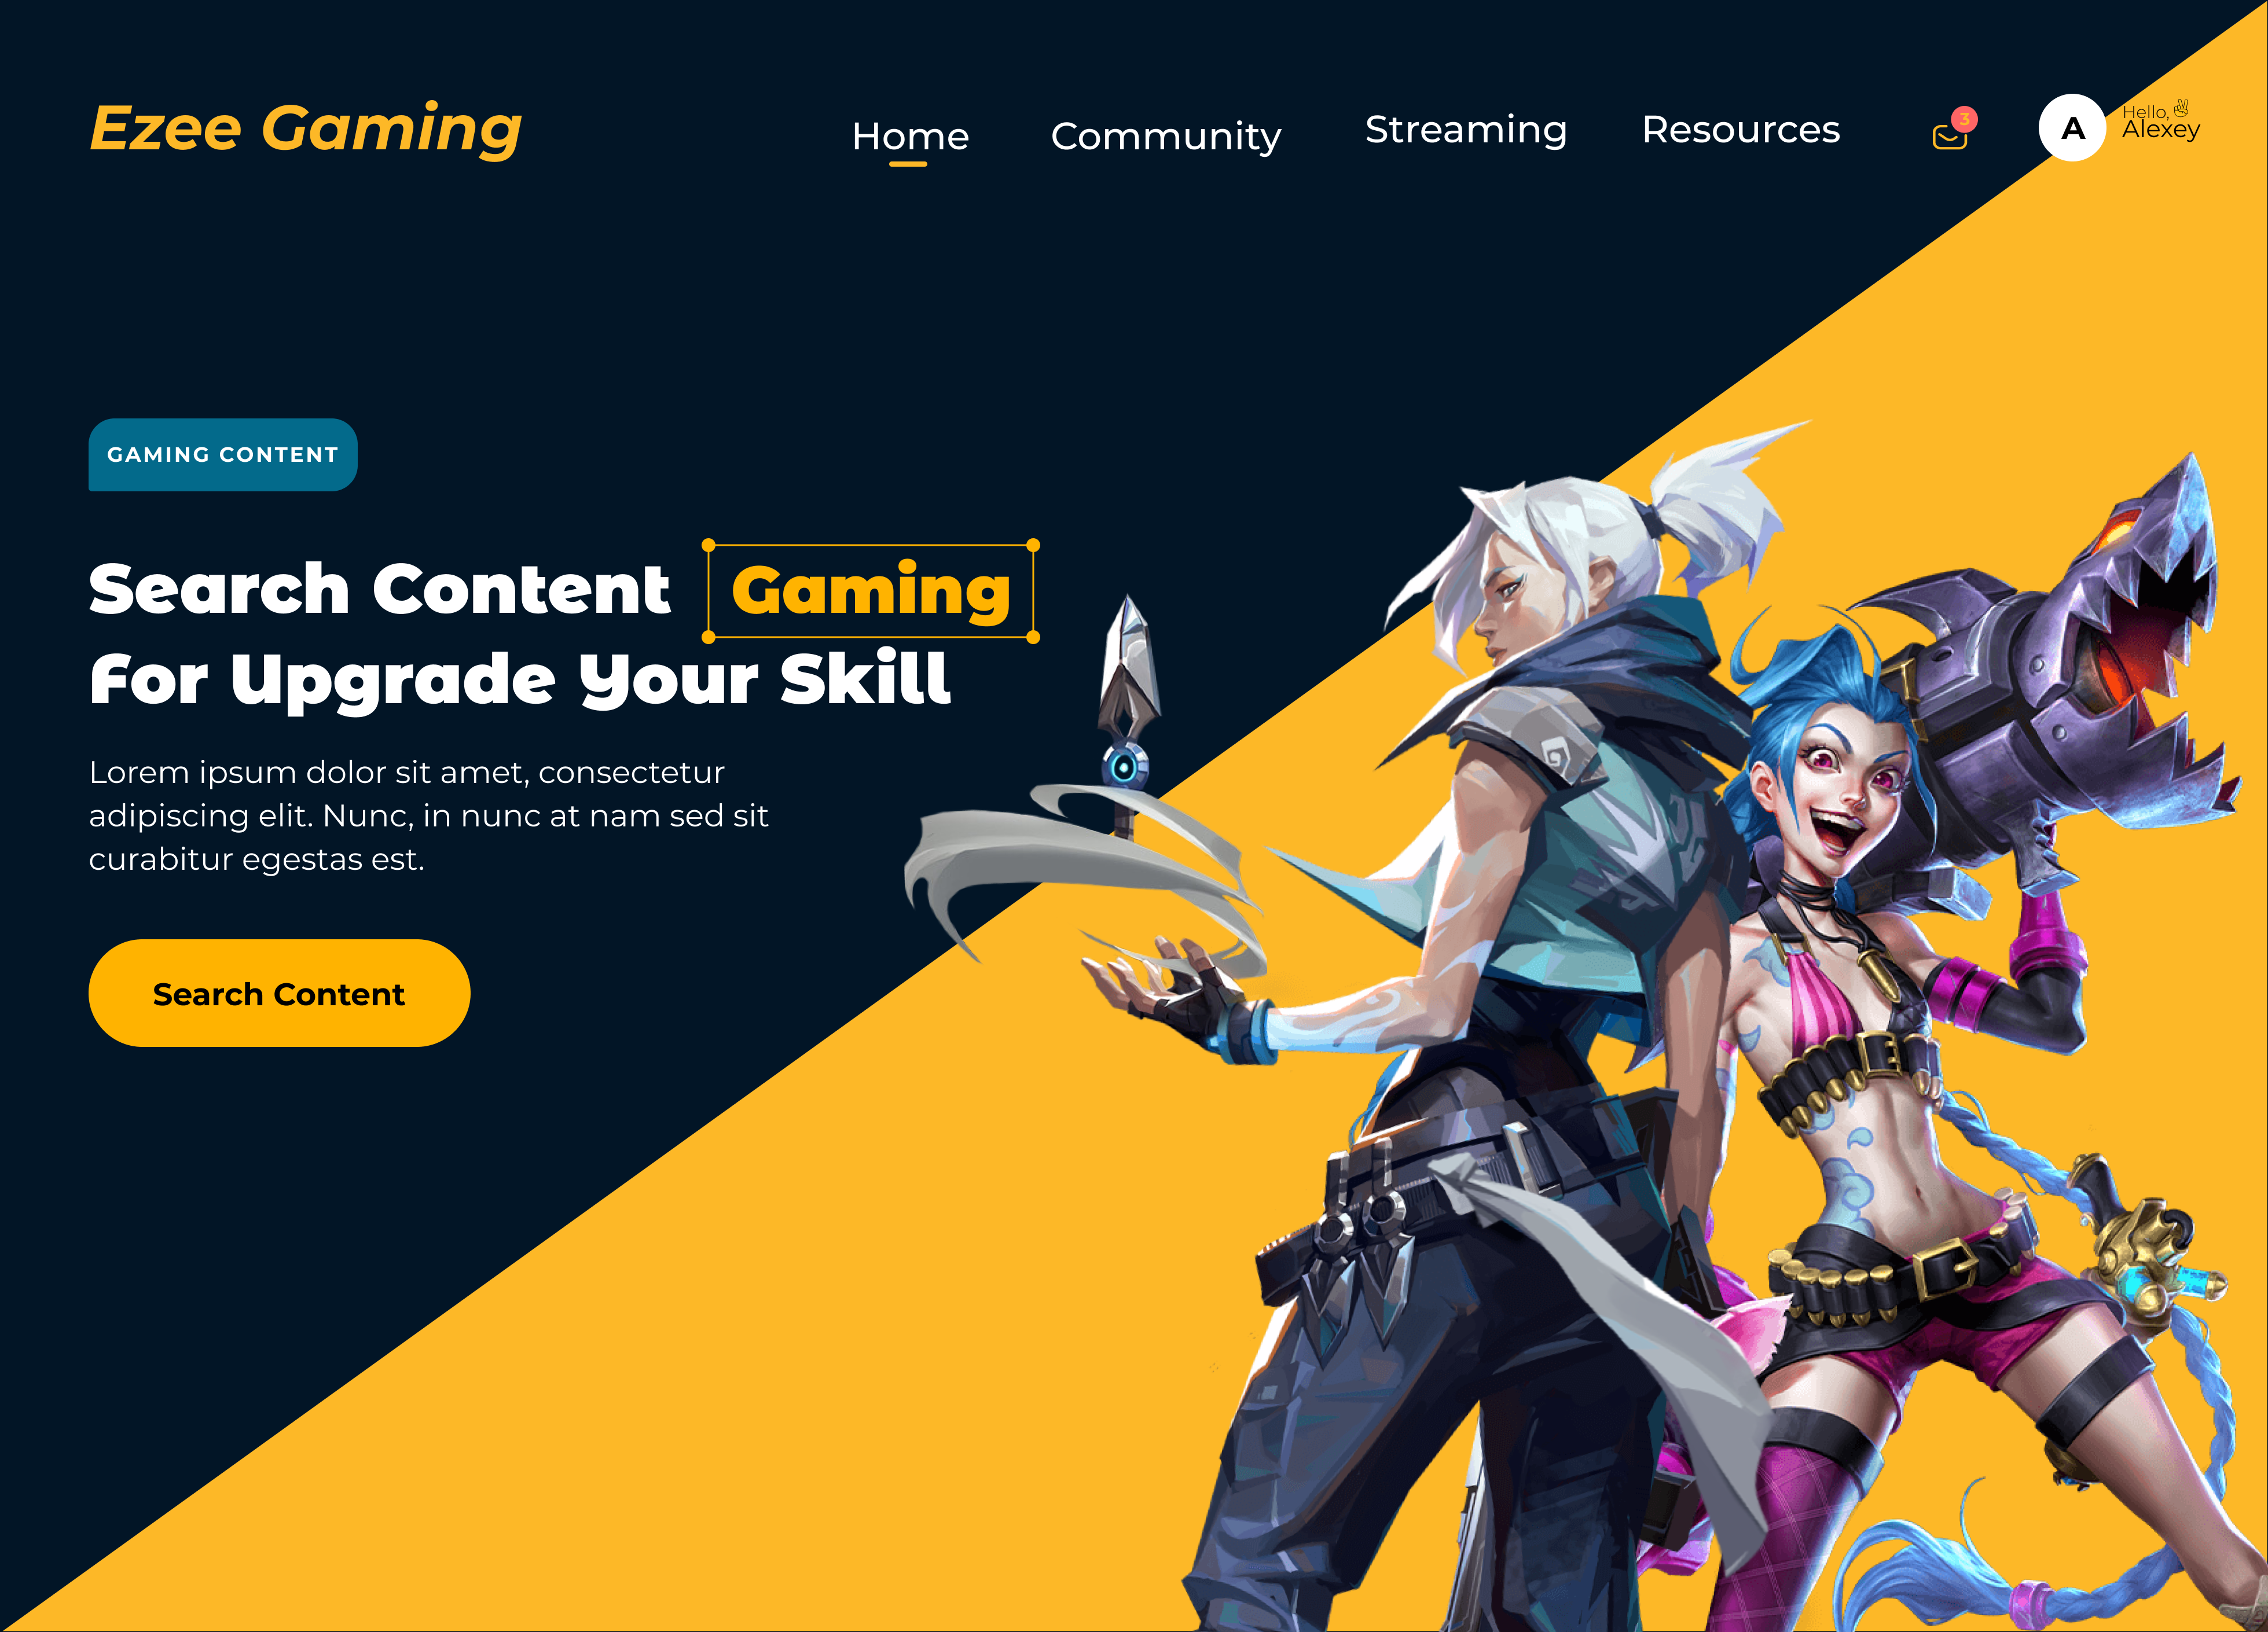 Ezee Gaming
Home
Community
Streaming
Resources
3
A
Hello,✌
Alexey
GAMING CONTENT
Search Content Gaming
For Upgrade Your Skill
Lorem ipsum dolor sit amet, consectetur
adipiscing elit. Nunc, in nunc at nam sed sit
curabitur egestas est.
Search Content